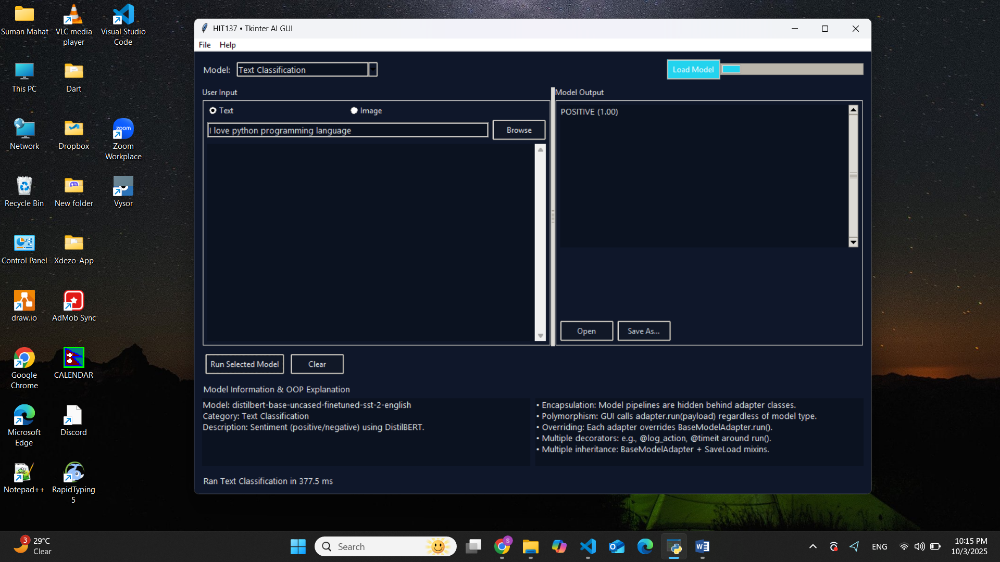 Suman Mahat
VLC media player
Visual Studio Code
This PC
Dart
Network
Dropbox
zoom
Zoom Workplace
Recycle Bin
New folder
Vysor
Control Panel
Xdezo-App
draw.io
AdMob Sync
Google Chrome
CALENDAR
Microsoft Edge
Discord
Notepad++
RapidTyping 5
HIT137 • Tkinter AI GUI
File Help
Model: Text Classification
Load Model
User Input
Text Image
I love python programming language
Browse
Model Output
POSITIVE (1.00)
Open Save As...
Run Selected Model Clear
Model Information & OOP Explanation
Model: distilbert-base-uncased-finetuned-sst-2-english
Category: Text Classification
Description: Sentiment (positive/negative) using DistilBERT.
• Encapsulation: Model pipelines are hidden behind adapter classes.
• Polymorphism: GUI calls adapter.run(payload) regardless of model type.
• Overriding: Each adapter overrides BaseModelAdapter.run().
• Multiple decorators: e.g., @log_action, @timeit around run().
• Multiple inheritance: BaseModelAdapter + SaveLoad mixins.
Ran Text Classification in 377.5 ms
3
29°C
Clear
Search
S
ENG
10:15 PM
10/3/2025